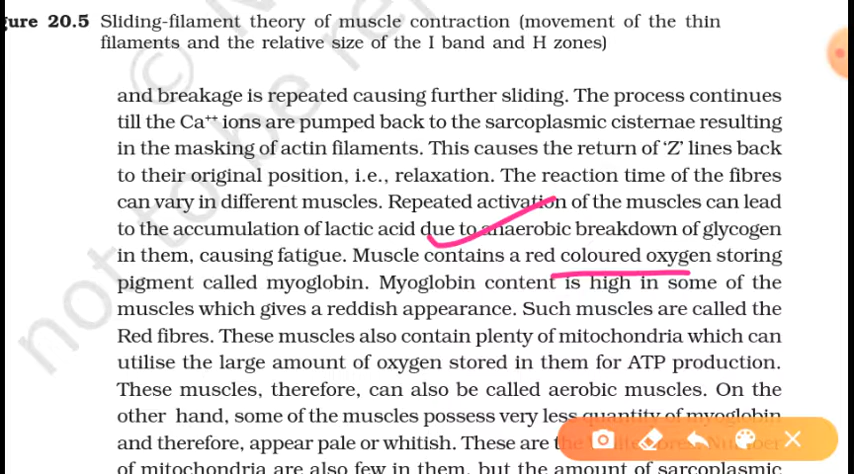 gure 20.5 Sliding-filament theory of muscle contraction (movement of the thin
filaments and the relative size of the I band and H zones)
and breakage is repeated causing further sliding. The process continues
till the Ca⁺⁺ ions are pumped back to the sarcoplasmic cisternae resulting
in the masking of actin filaments. This causes the return of ‘Z’ lines back
to their original position, i.e., relaxation. The reaction time of the fibres
can vary in different muscles. Repeated activation of the muscles can lead
to the accumulation of lactic acid due to anaerobic breakdown of glycogen
in them, causing fatigue. Muscle contains a red coloured oxygen storing
pigment called myoglobin. Myoglobin content is high in some of the
muscles which gives a reddish appearance. Such muscles are called the
Red fibres. These muscles also contain plenty of mitochondria which can
utilise the large amount of oxygen stored in them for ATP production.
These muscles, therefore, can also be called aerobic muscles. On the
other hand, some of the muscles possess very less quantity of myoglobin
and therefore, appear pale or whitish. These are the
of mitochondria are also few in them, but the amount of sarcoplasmic
not to be re
©